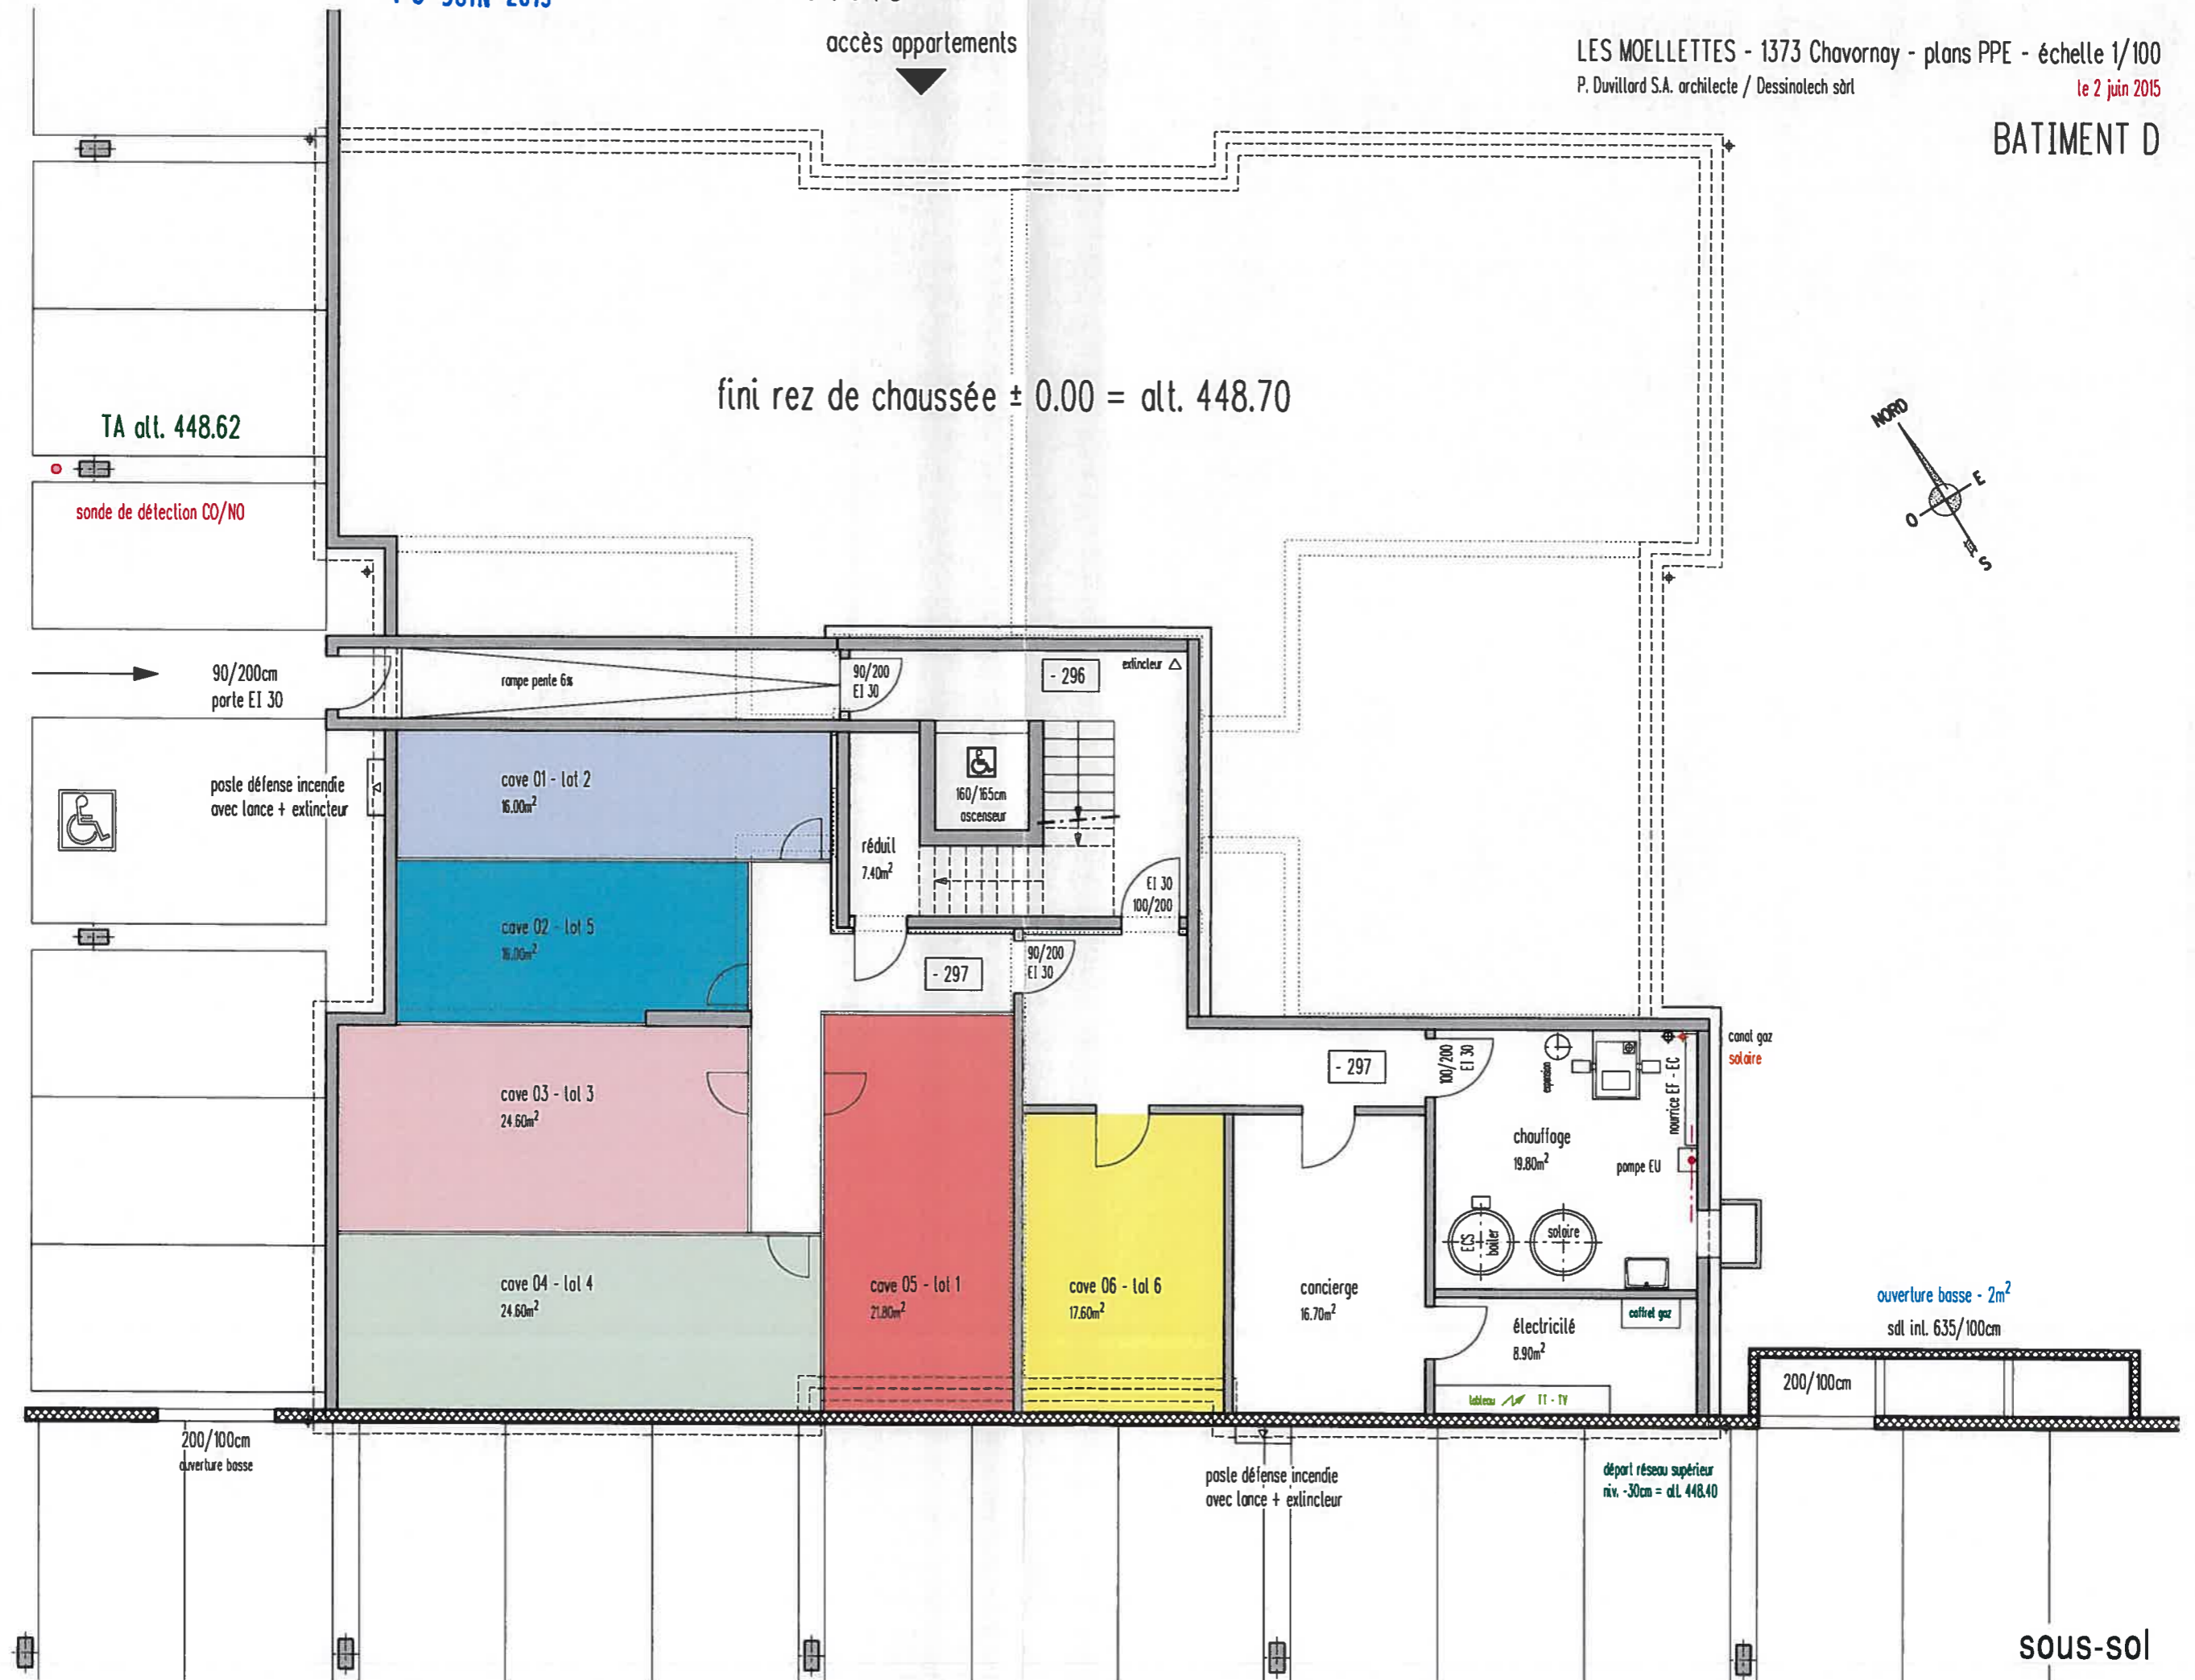 JUIN 2015
accès appartements
LES MOELLETTES - 1373 Chavornay - plans PPE - échelle 1/100
P. Duvillard S.A. architecte / Dessinatech sàrl
le 2 juin 2015
BATIMENT D
fini rez de chaussée ± 0.00 = alt. 448.70
TA alt. 448.62
sonde de détection CO/NO
NORD
E
O
S
90/200cm
porte EI 30
rampe pente 6%
90/200
EI 30
- 296
extincteur
poste défense incendie
avec lance + extincteur
cave 01 - lot 2
16.00m²
160/165cm
ascenseur
réduit
7.40m²
EI 30
100/200
cave 02 - lot 5
16.00m²
- 297
90/200
EI 30
cave 03 - lot 3
24.60m²
- 297
100/200
EI 30
expansion
nourrice EF - EC
canal gaz
solaire
chauffage
19.80m²
pompe EU
ECS
boiler
solaire
cave 04 - lot 4
24.60m²
cave 05 - lot 1
21.80m²
cave 06 - lot 6
17.60m²
concierge
16.70m²
coffret gaz
électricité
8.90m²
tableau TT - TV
ouverture basse - 2m²
sdl int. 635/100cm
200/100cm
200/100cm
ouverture basse
poste défense incendie
avec lance + extincteur
départ réseau supérieur
niv. -30cm = alt. 448.40
sous-sol